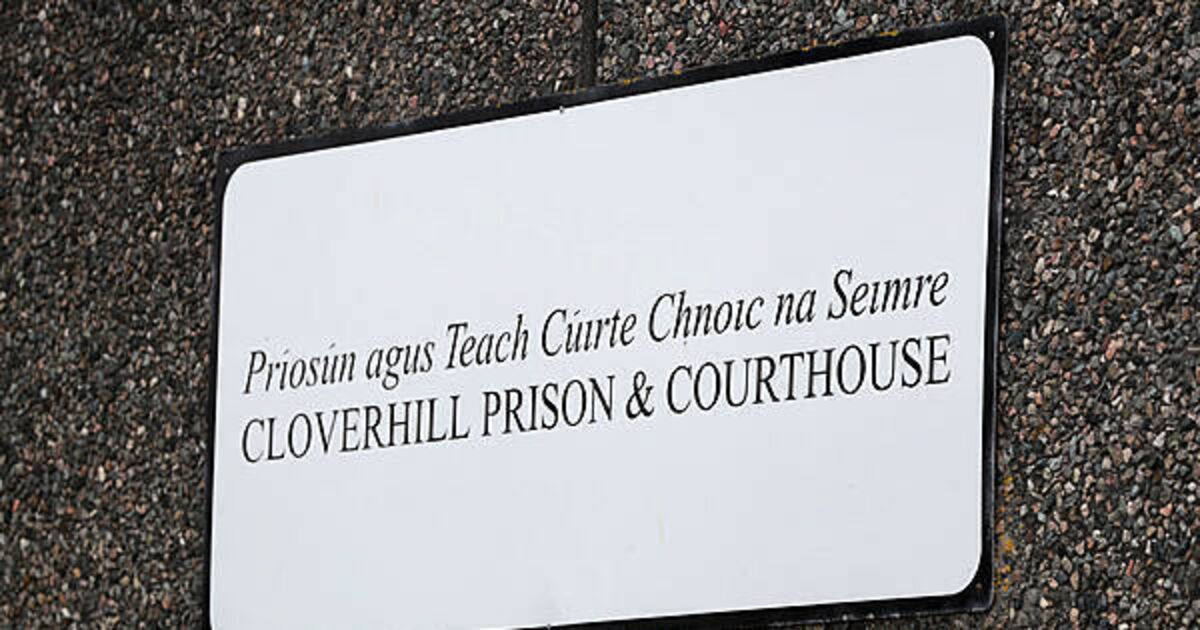 Príosún agus Teach Cúirte Chnoic na Seimre
CLOVERHILL PRISON & COURTHOUSE